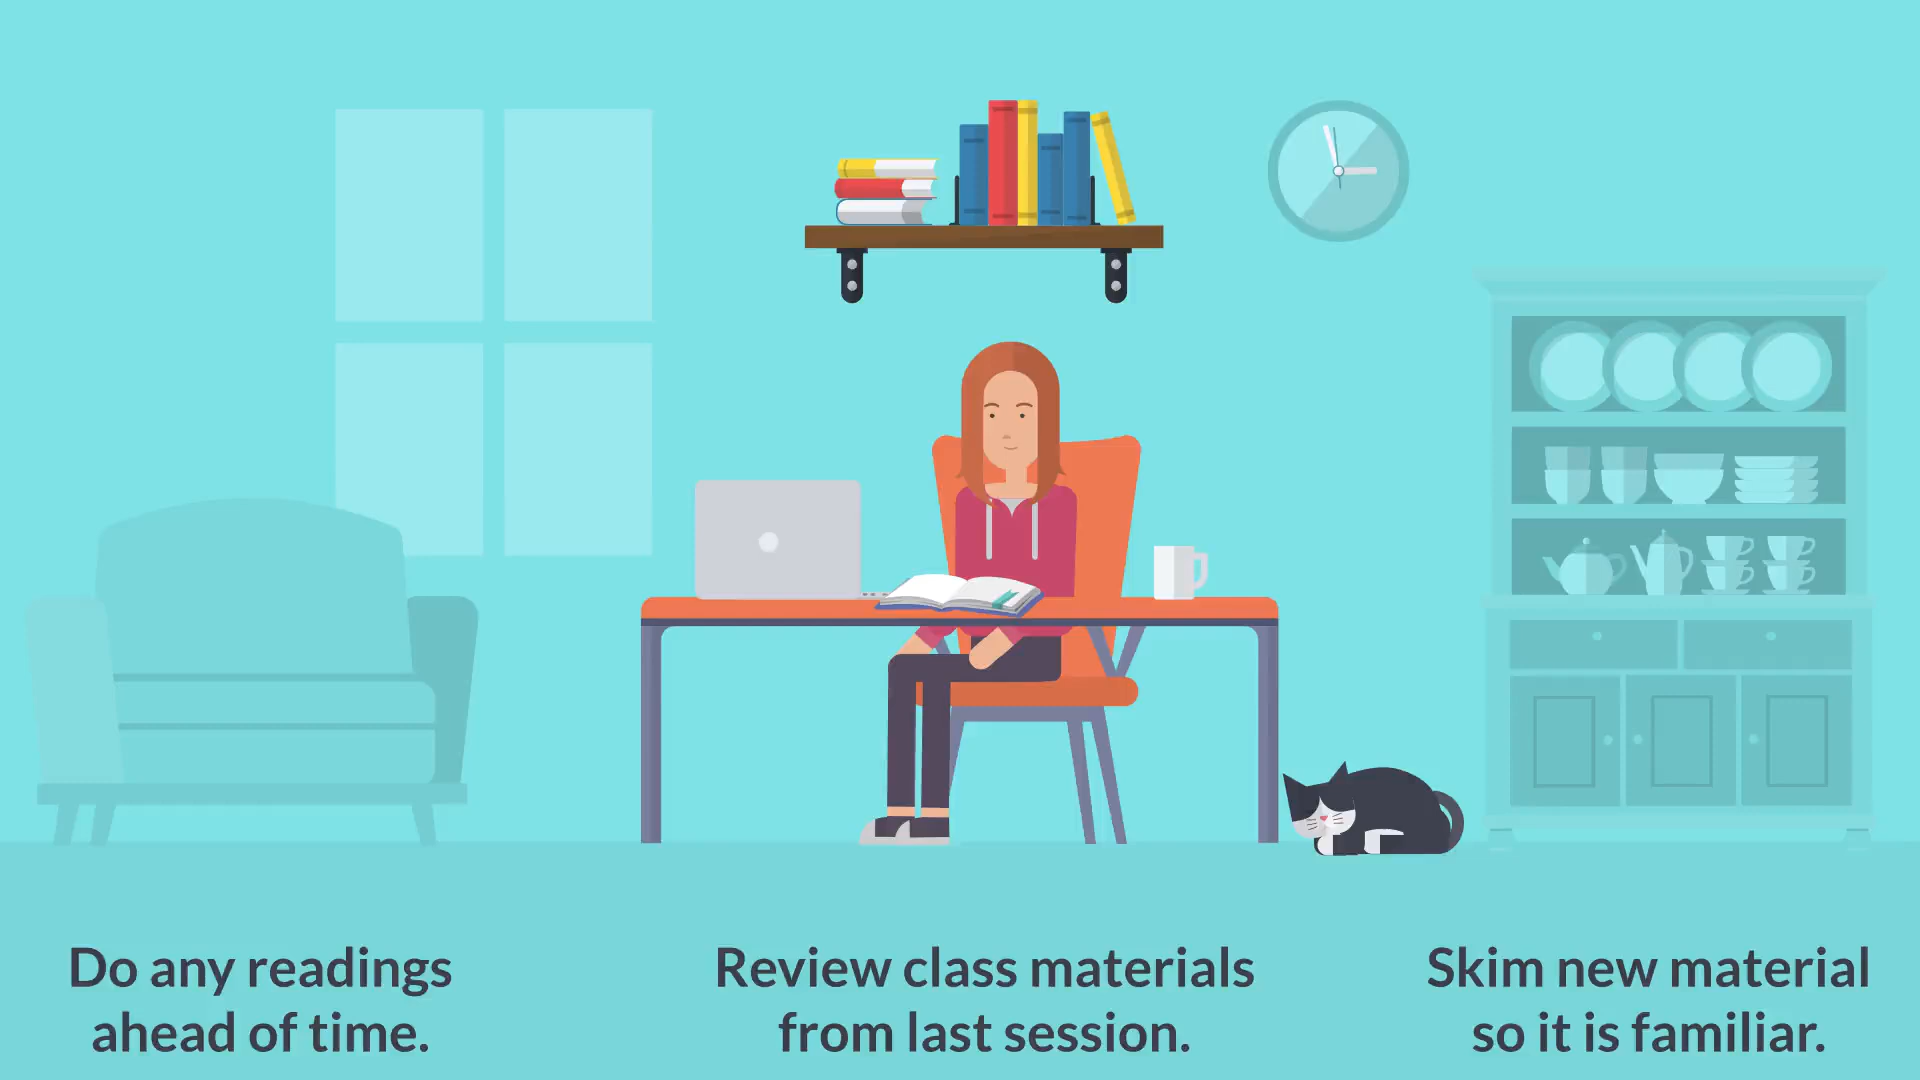 Do any readings
ahead of time.
Review class materials
from last session.
Skim new material
so it is familiar.